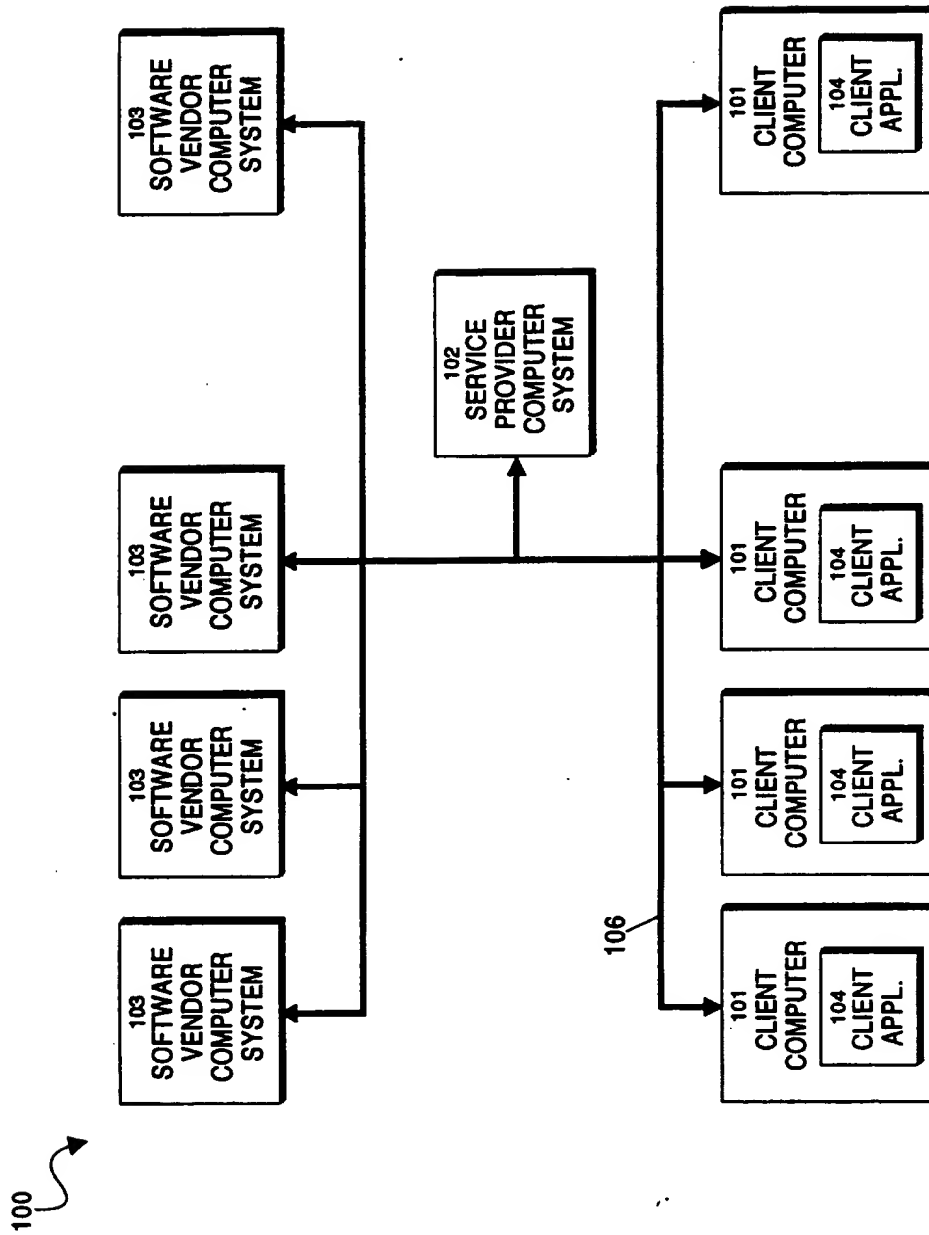 100
103
SOFTWARE
VENDOR
COMPUTER
SYSTEM
103
SOFTWARE
VENDOR
COMPUTER
SYSTEM
103
SOFTWARE
VENDOR
COMPUTER
SYSTEM
103
SOFTWARE
VENDOR
COMPUTER
SYSTEM
102
SERVICE
PROVIDER
COMPUTER
SYSTEM
106
101
CLIENT
COMPUTER
104
CLIENT
APPL.
101
CLIENT
COMPUTER
104
CLIENT
APPL.
101
CLIENT
COMPUTER
104
CLIENT
APPL.
101
CLIENT
COMPUTER
104
CLIENT
APPL.